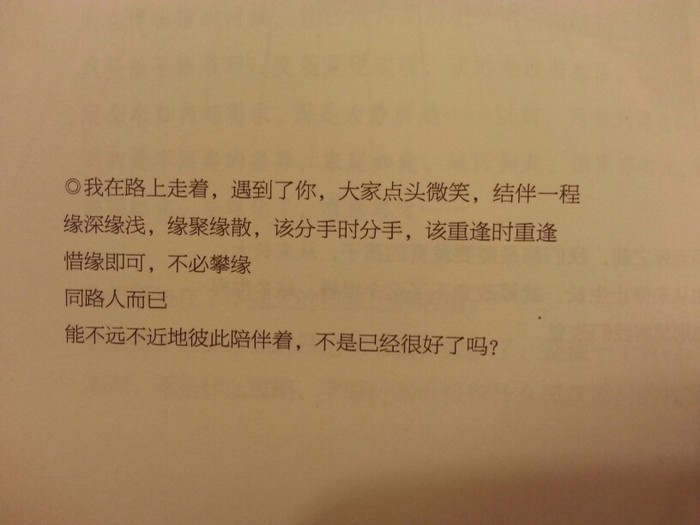 ◎我在路上走着，遇到了你，大家点头微笑，结伴一程
缘深缘浅，缘聚缘散，该分手时分手，该重逢时重逢
惜缘即可，不必攀缘
同路人而已
能不远不近地彼此陪伴着，不是已经很好了吗？